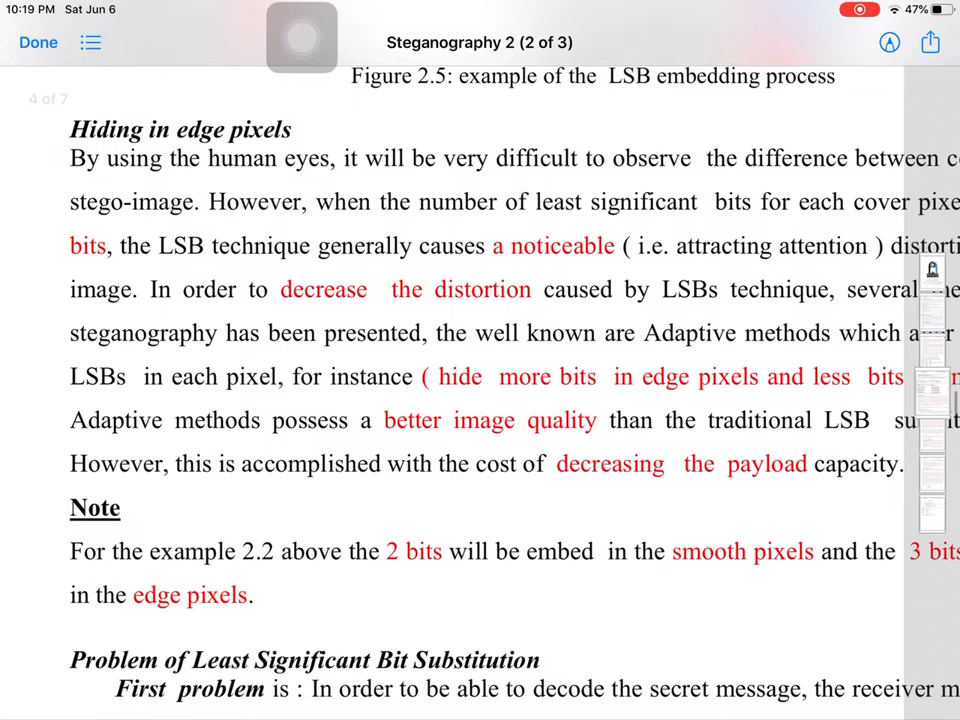 10:19 PM Sat Jun 6
47%
Done
Steganography 2 (2 of 3)
Figure 2.5: example of the LSB embedding process
4 of 7
Hiding in edge pixels
By using the human eyes, it will be very difficult to observe the difference between
stego-image. However, when the number of least significant bits for each cover
bits, the LSB technique generally causes a noticeable ( i.e. attracting attention )
image. In order to decrease the distortion caused by LSBs technique, several
steganography has been presented, the well known are Adaptive methods which
LSBs in each pixel, for instance ( hide more bits in edge pixels and less bits
Adaptive methods possess a better image quality than the traditional LSB
However, this is accomplished with the cost of decreasing the payload capacity.
Note
For the example 2.2 above the 2 bits will be embed in the smooth pixels and the 3 bits
in the edge pixels.
Problem of Least Significant Bit Substitution
First problem is : In order to be able to decode the secret message, the receiver